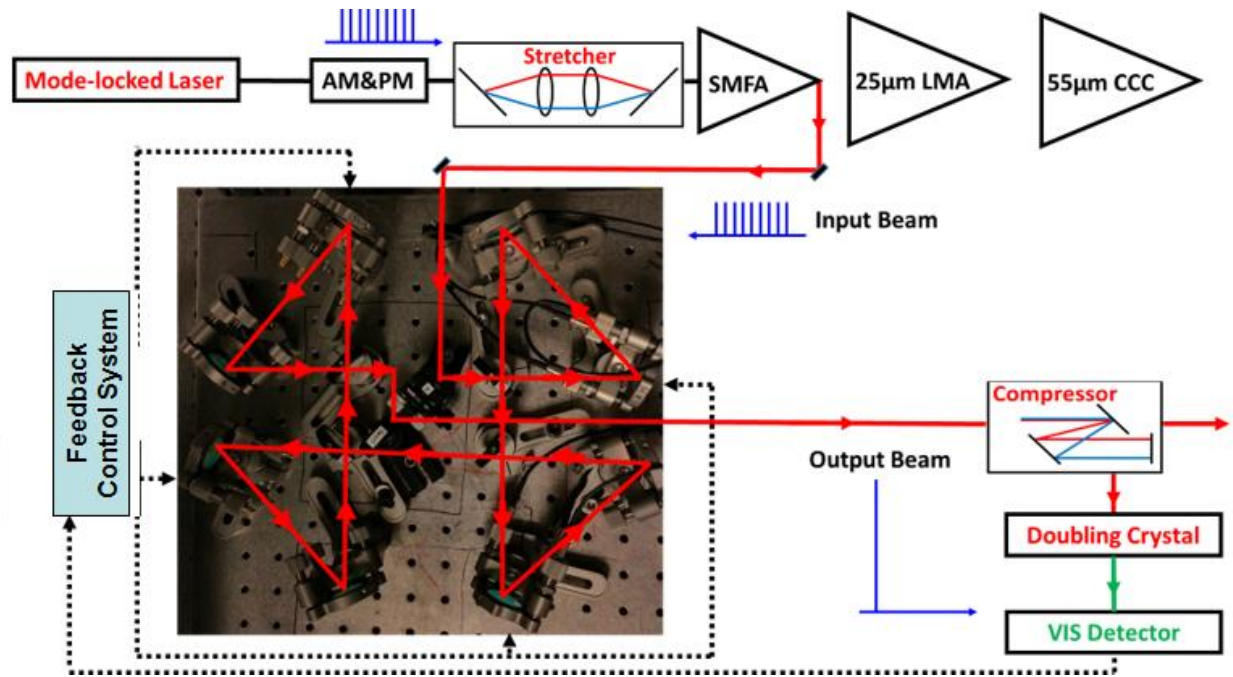 Mode-locked Laser
AM&PM
Stretcher
SMFA
25μm LMA
55μm CCC
Input Beam
Feedback
Control System
Compressor
Output Beam
Doubling Crystal
VIS Detector